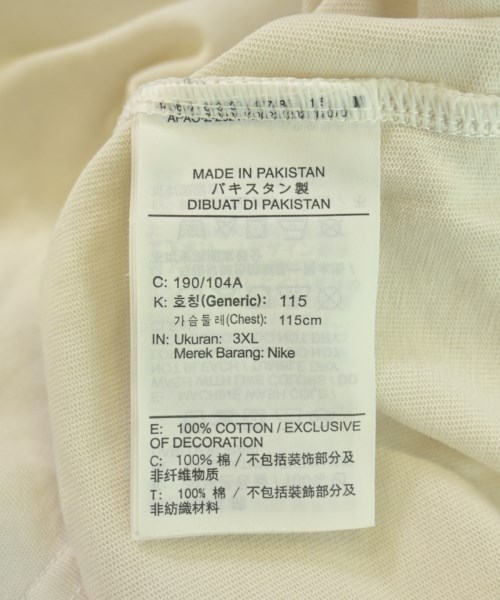 MADE IN PAKISTAN
パキスタン製
DIBUAT DI PAKISTAN
C: 190/104A
K: 호칭(Generic): 115
가슴둘레(Chest): 115cm
IN: Ukuran: 3XL
Merek Barang: Nike
E: 100% COTTON / EXCLUSIVE
OF DECORATION
C: 100% 棉 / 不包括装饰部分及
非纤维物质
T: 100% 棉 / 不包括裝飾部分及
非紡織材料